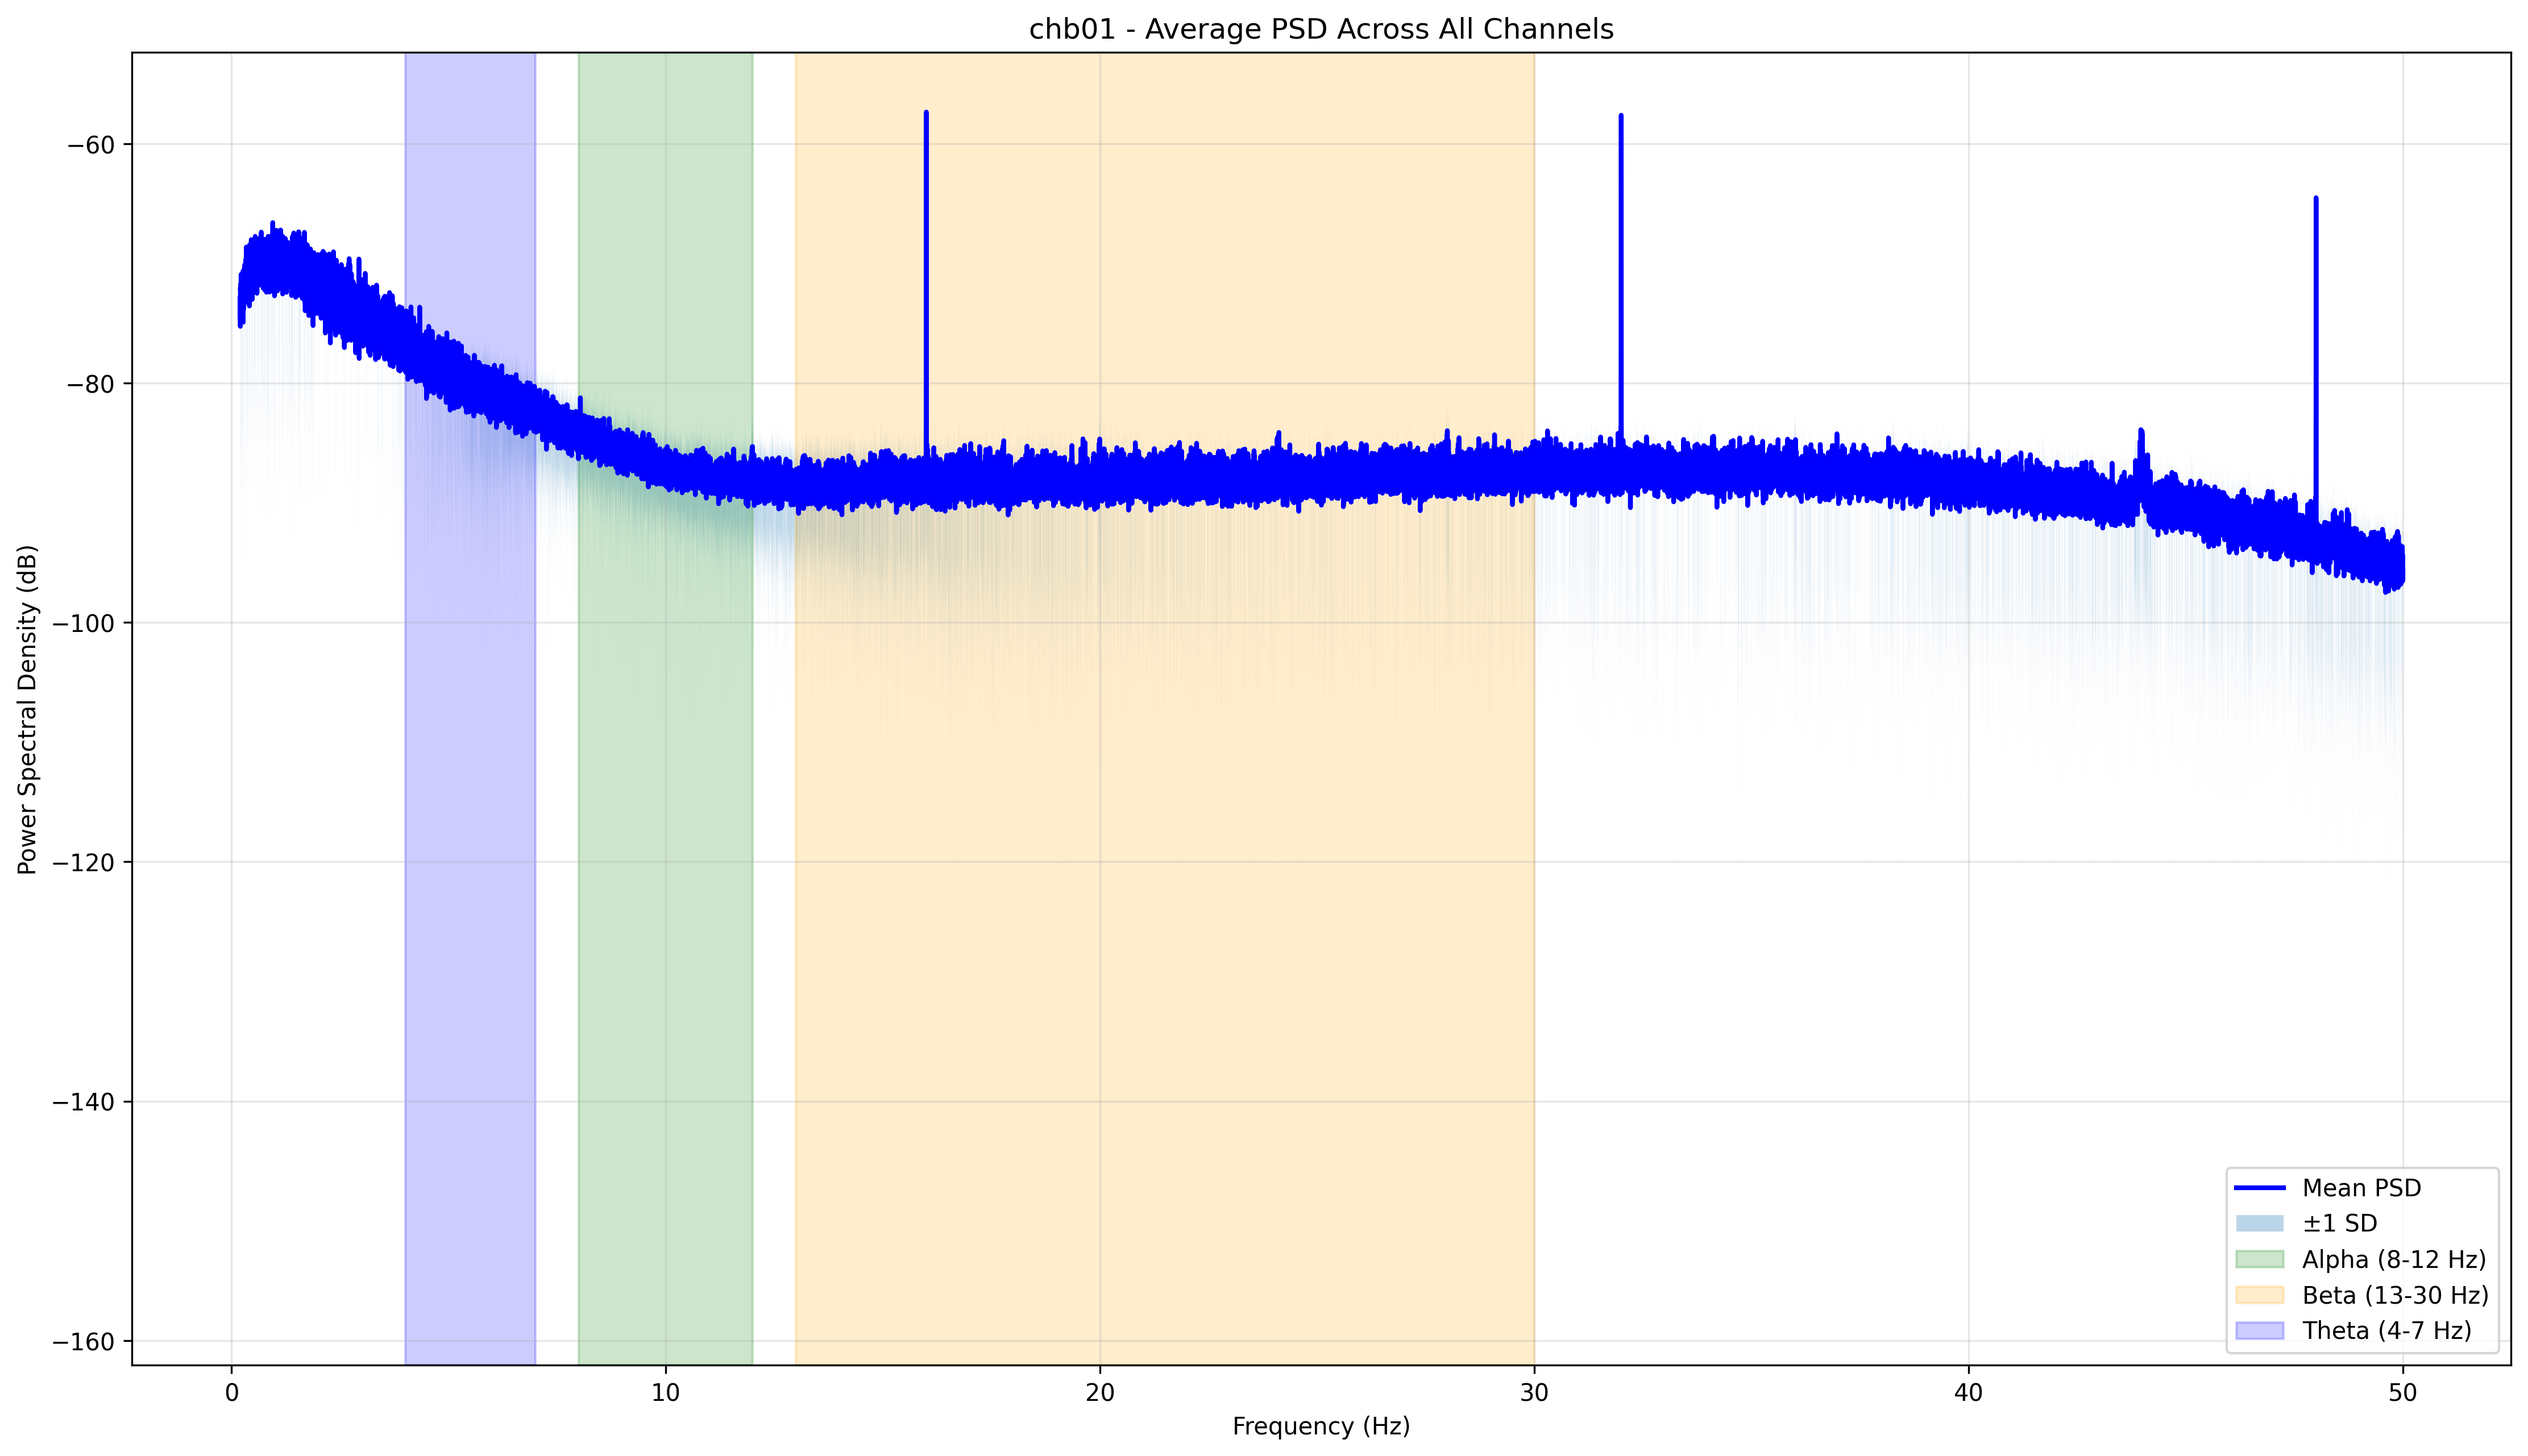 chb01 - Average PSD Across All Channels
Power Spectral Density (dB)
−60
−80
−100
−120
−140
−160
0
10
20
30
40
50
Frequency (Hz)
Mean PSD
±1 SD
Alpha (8-12 Hz)
Beta (13-30 Hz)
Theta (4-7 Hz)